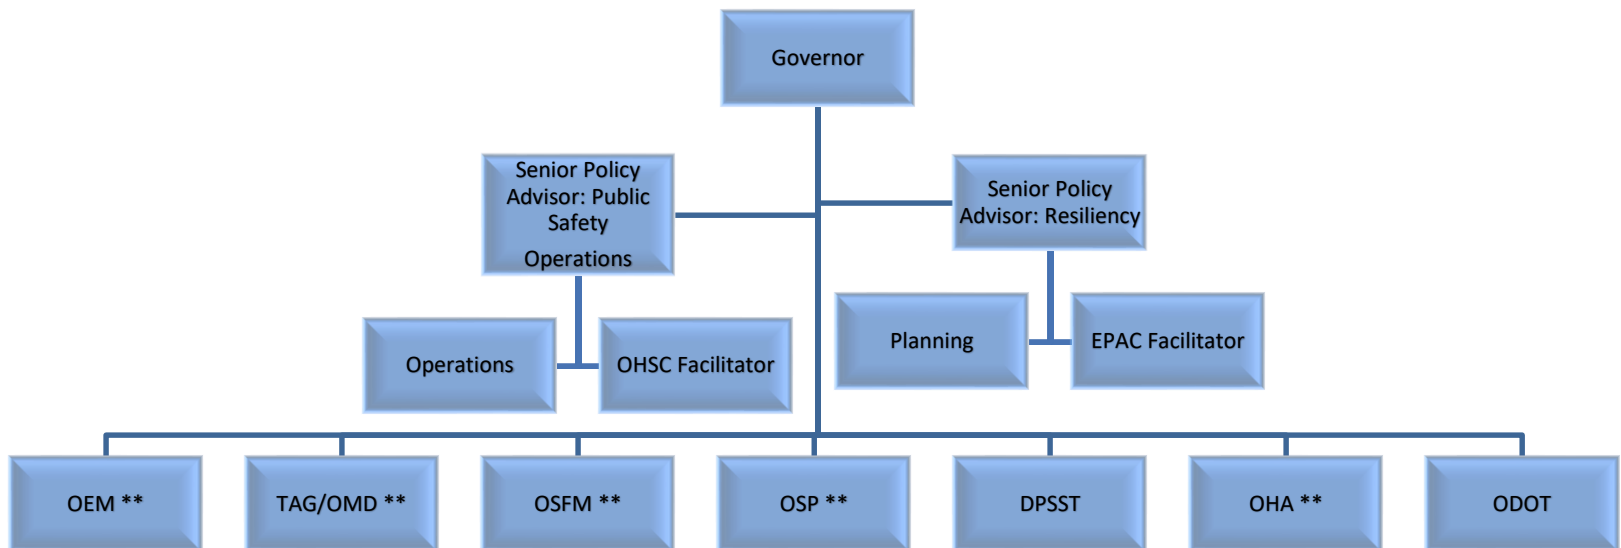 Governor
Senior Policy
Advisor: Public
Safety
Operations
Senior Policy
Advisor: Resiliency
Operations
OHSC Facilitator
Planning
EPAC Facilitator
OEM **
TAG/OMD **
OSFM **
OSP **
DPSST
OHA **
ODOT